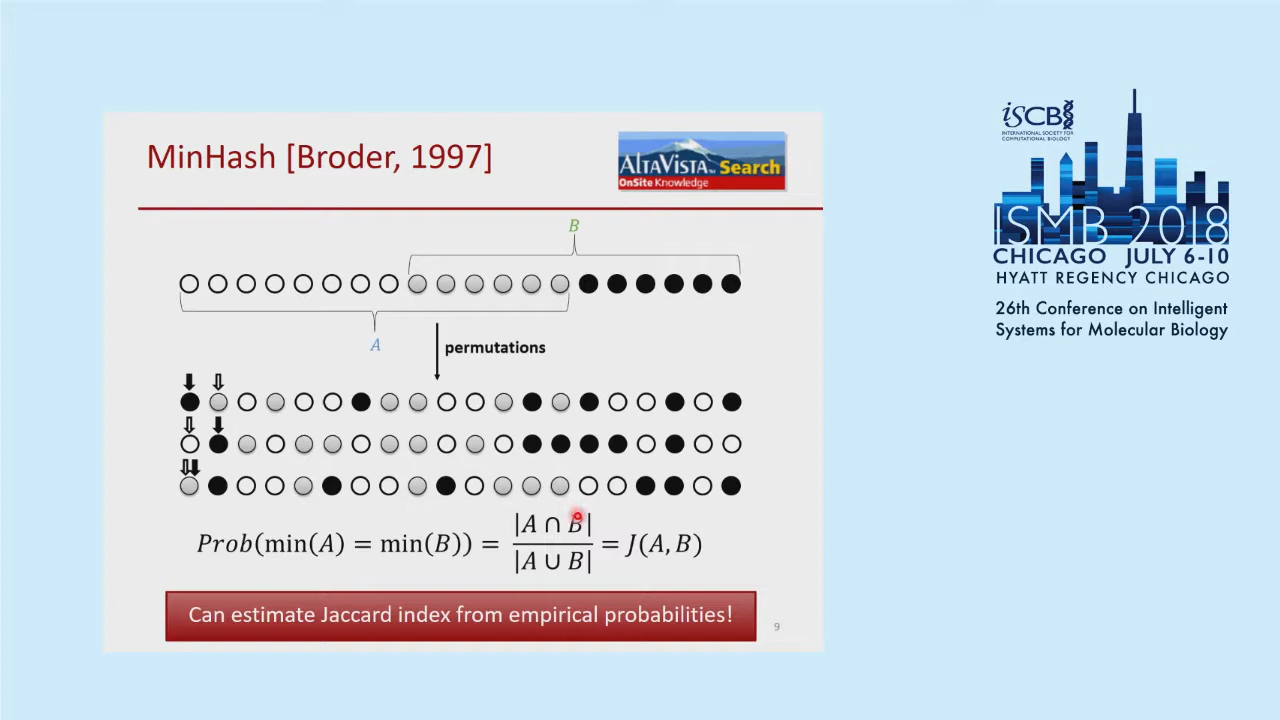 MinHash [Broder, 1997]
ALTAVISTA™ Search
OnSite Knowledge
B
A
permutations
Prob(min(A) = min(B)) = |A ∩ B| / |A ∪ B| = J(A, B)
Can estimate Jaccard index from empirical probabilities!
9
iSCB
INTERNATIONAL SOCIETY FOR
COMPUTATIONAL BIOLOGY
ISMB 2018
CHICAGO JULY 6-10
HYATT REGENCY CHICAGO
26th Conference on Intelligent
Systems for Molecular Biology